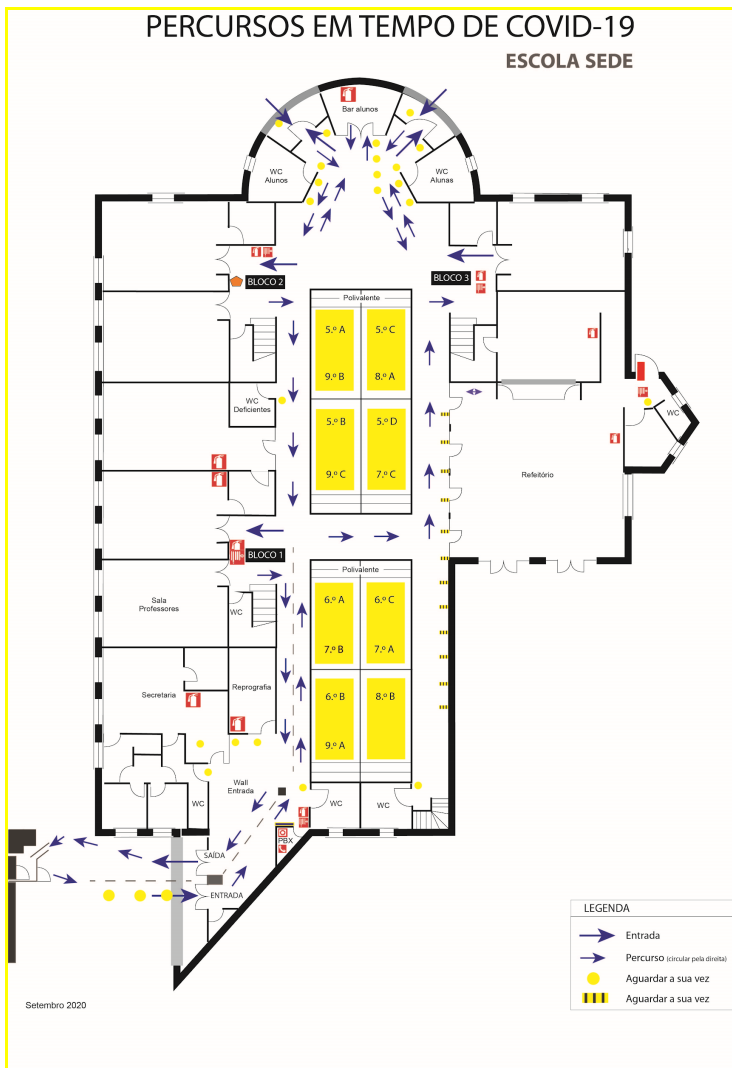 PERCURSOS EM TEMPO DE COVID-19
ESCOLA SEDE
Bar alunos
WC
Alunos
WC
Alunas
BLOCO 2
BLOCO 3
Polivalente
5.º A
5.º C
9.º B
8.º A
WC
Deficientes
5.º B
5.º D
9.º C
7.º C
WC
Refeitório
BLOCO 1
Polivalente
Sala
Professores
WC
6.º A
6.º C
7.º B
7.º A
Secretaria
Reprografia
6.º B
8.º B
9.º A
Wall
Entrada
WC
WC
WC
PBX
SAÍDA
ENTRADA
LEGENDA
Entrada
Percurso (circular pela direita)
Aguardar a sua vez
Aguardar a sua vez
Setembro 2020